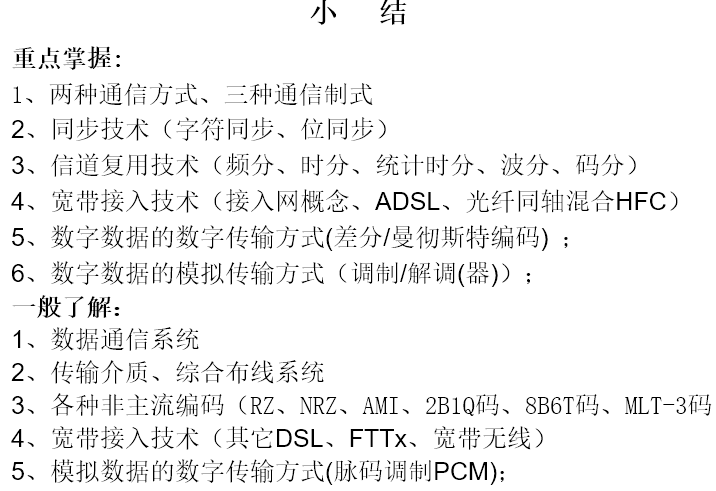 小 结
重点掌握:
1、两种通信方式、三种通信制式
2、同步技术（字符同步、位同步）
3、信道复用技术（频分、时分、统计时分、波分、码分）
4、宽带接入技术（接入网概念、ADSL、光纤同轴混合HFC）
5、数字数据的数字传输方式(差分/曼彻斯特编码) ；
6、数字数据的模拟传输方式（调制/解调(器)）；
一般了解：
1、数据通信系统
2、传输介质、综合布线系统
3、各种非主流编码（RZ、NRZ、AMI、2B1Q码、8B6T码、MLT-3码
4、宽带接入技术（其它DSL、FTTx、宽带无线）
5、模拟数据的数字传输方式(脉码调制PCM)；